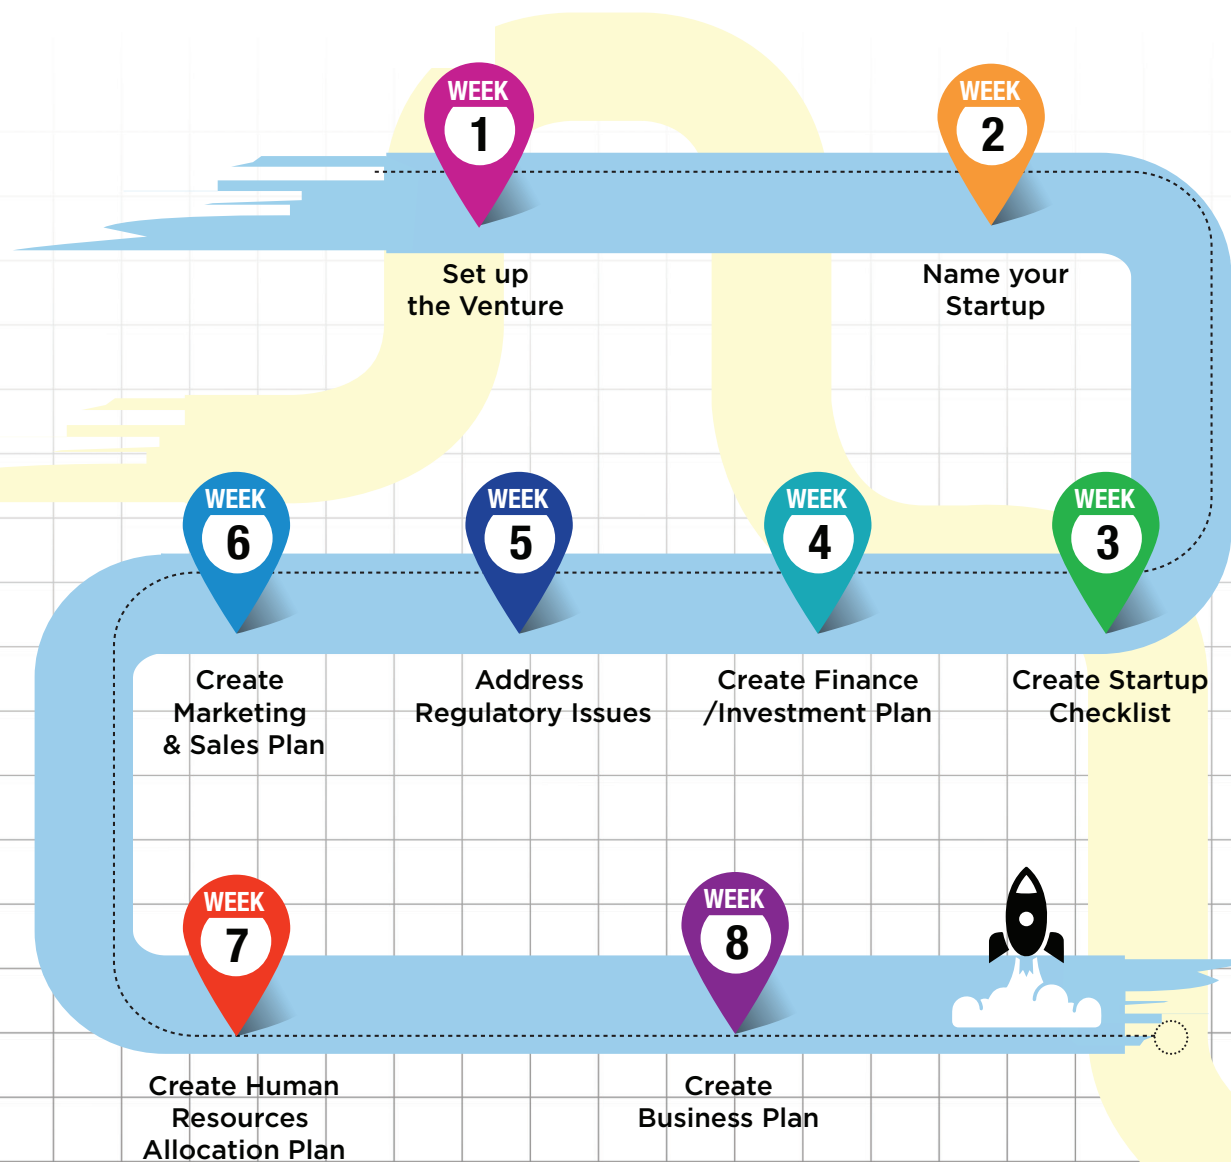 WEEK
1
Set up
the Venture
WEEK
2
Name your
Startup
WEEK
3
Create Startup
Checklist
WEEK
4
Create Finance
/Investment Plan
WEEK
5
Address
Regulatory Issues
WEEK
6
Create
Marketing
& Sales Plan
WEEK
7
Create Human
Resources
Allocation Plan
WEEK
8
Create
Business Plan